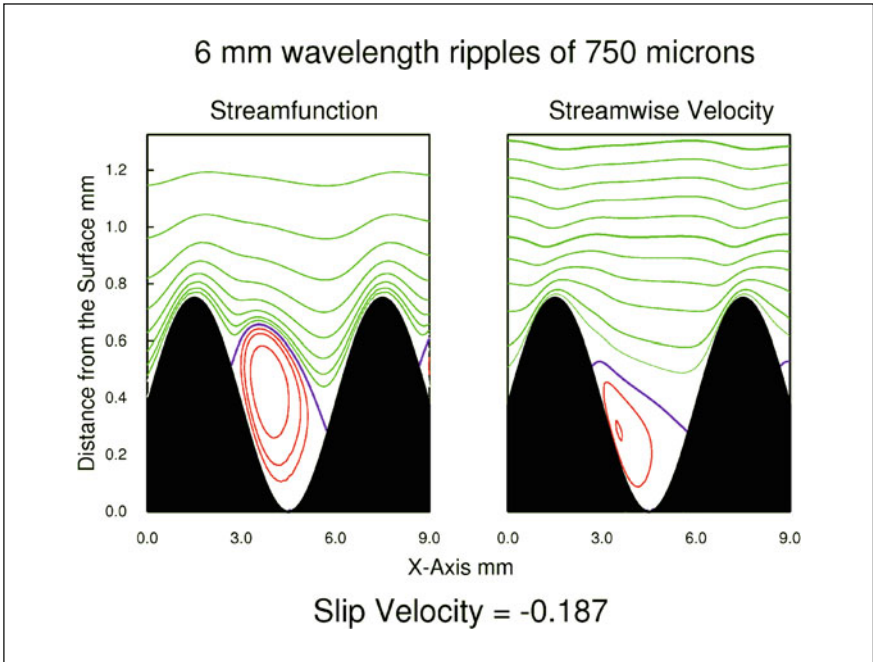 6 mm wavelength ripples of 750 microns
Streamfunction
Streamwise Velocity
Distance from the Surface mm
1.2
1.0
0.8
0.6
0.4
0.2
0.0
0.0 3.0 6.0 9.0
0.0 3.0 6.0 9.0
X-Axis mm
Slip Velocity = -0.187